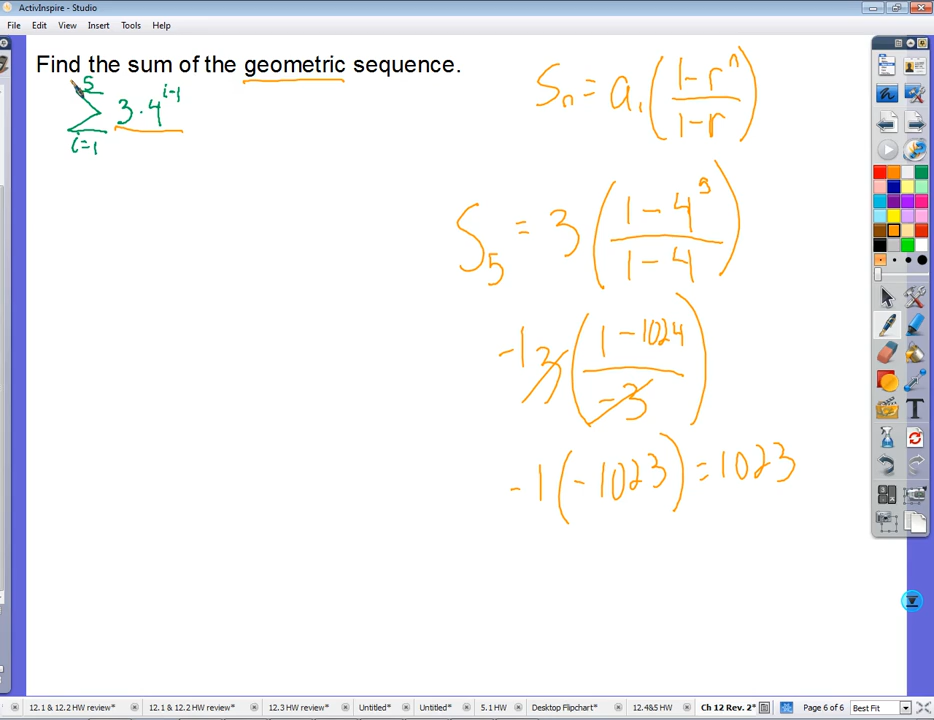 ActivInspire - Studio
File Edit View Insert Tools Help
Find the sum of the geometric sequence.
5
∑ 3·4^(i-1)
i=1
Sₙ = a₁ ( (1-rⁿ) / (1-r) )
S₅ = 3 ( (1-4⁵) / (1-4) )
-1 3 ( (1-1024) / -3 )
-1 (-1023) = 1023
T
12.1 & 12.2 HW review* 12.1 & 12.2 HW review* 12.3 HW review* Untitled* Untitled* 5.1 HW Desktop Flipchart* 12.4&5 HW Ch 12 Rev. 2* Page 6 of 6 Best Fit